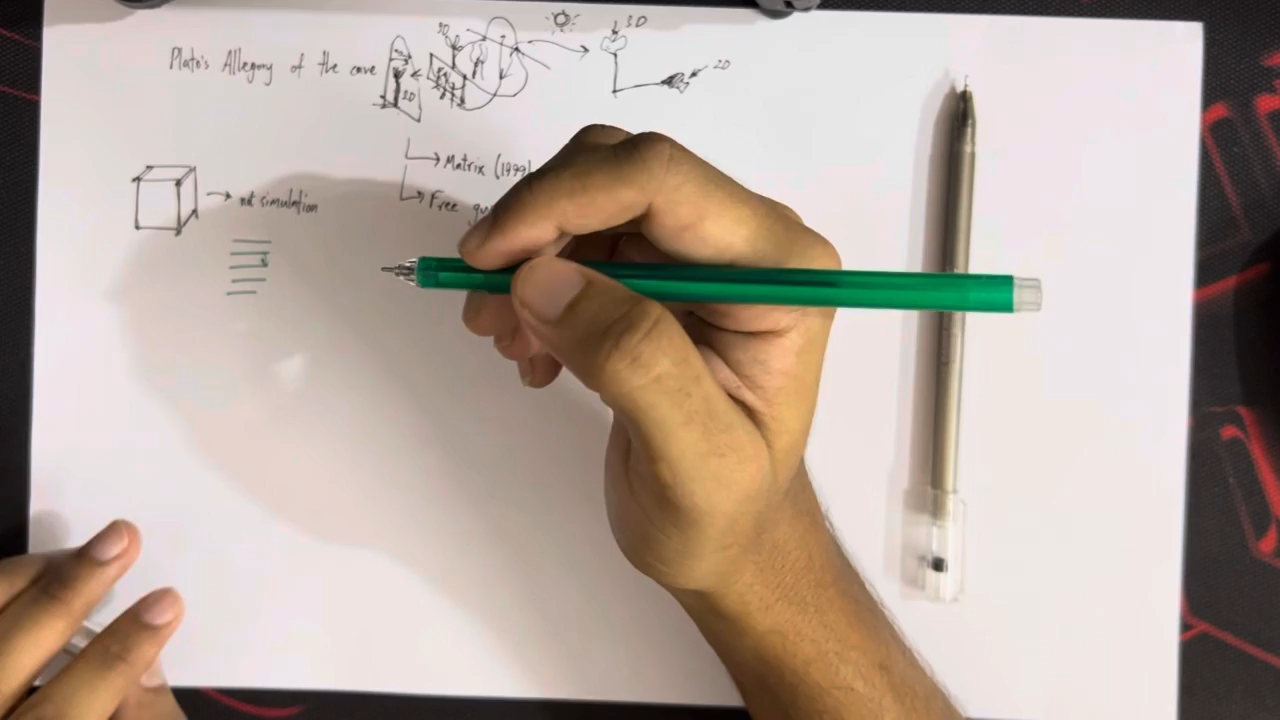 3D
3D
Plato's Allegory of the cave
2D
2D
Matrix (1999)
Free
not simulation